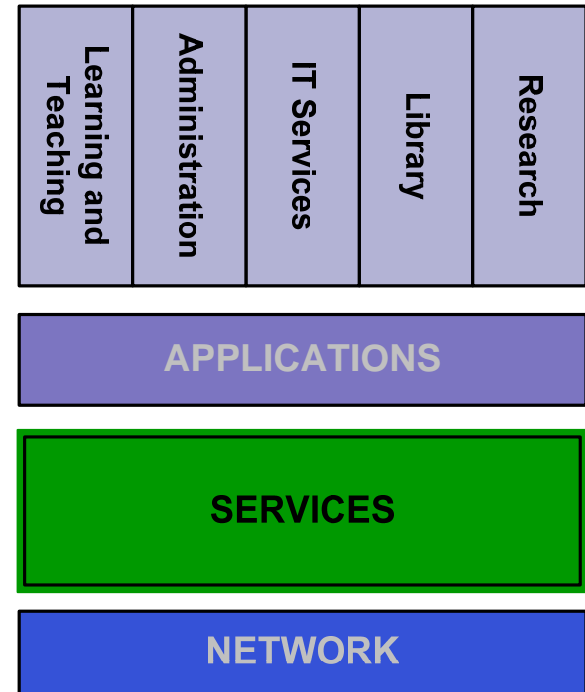 Learning and
Teaching
Administration
IT Services
Library
Research
APPLICATIONS
SERVICES
NETWORK